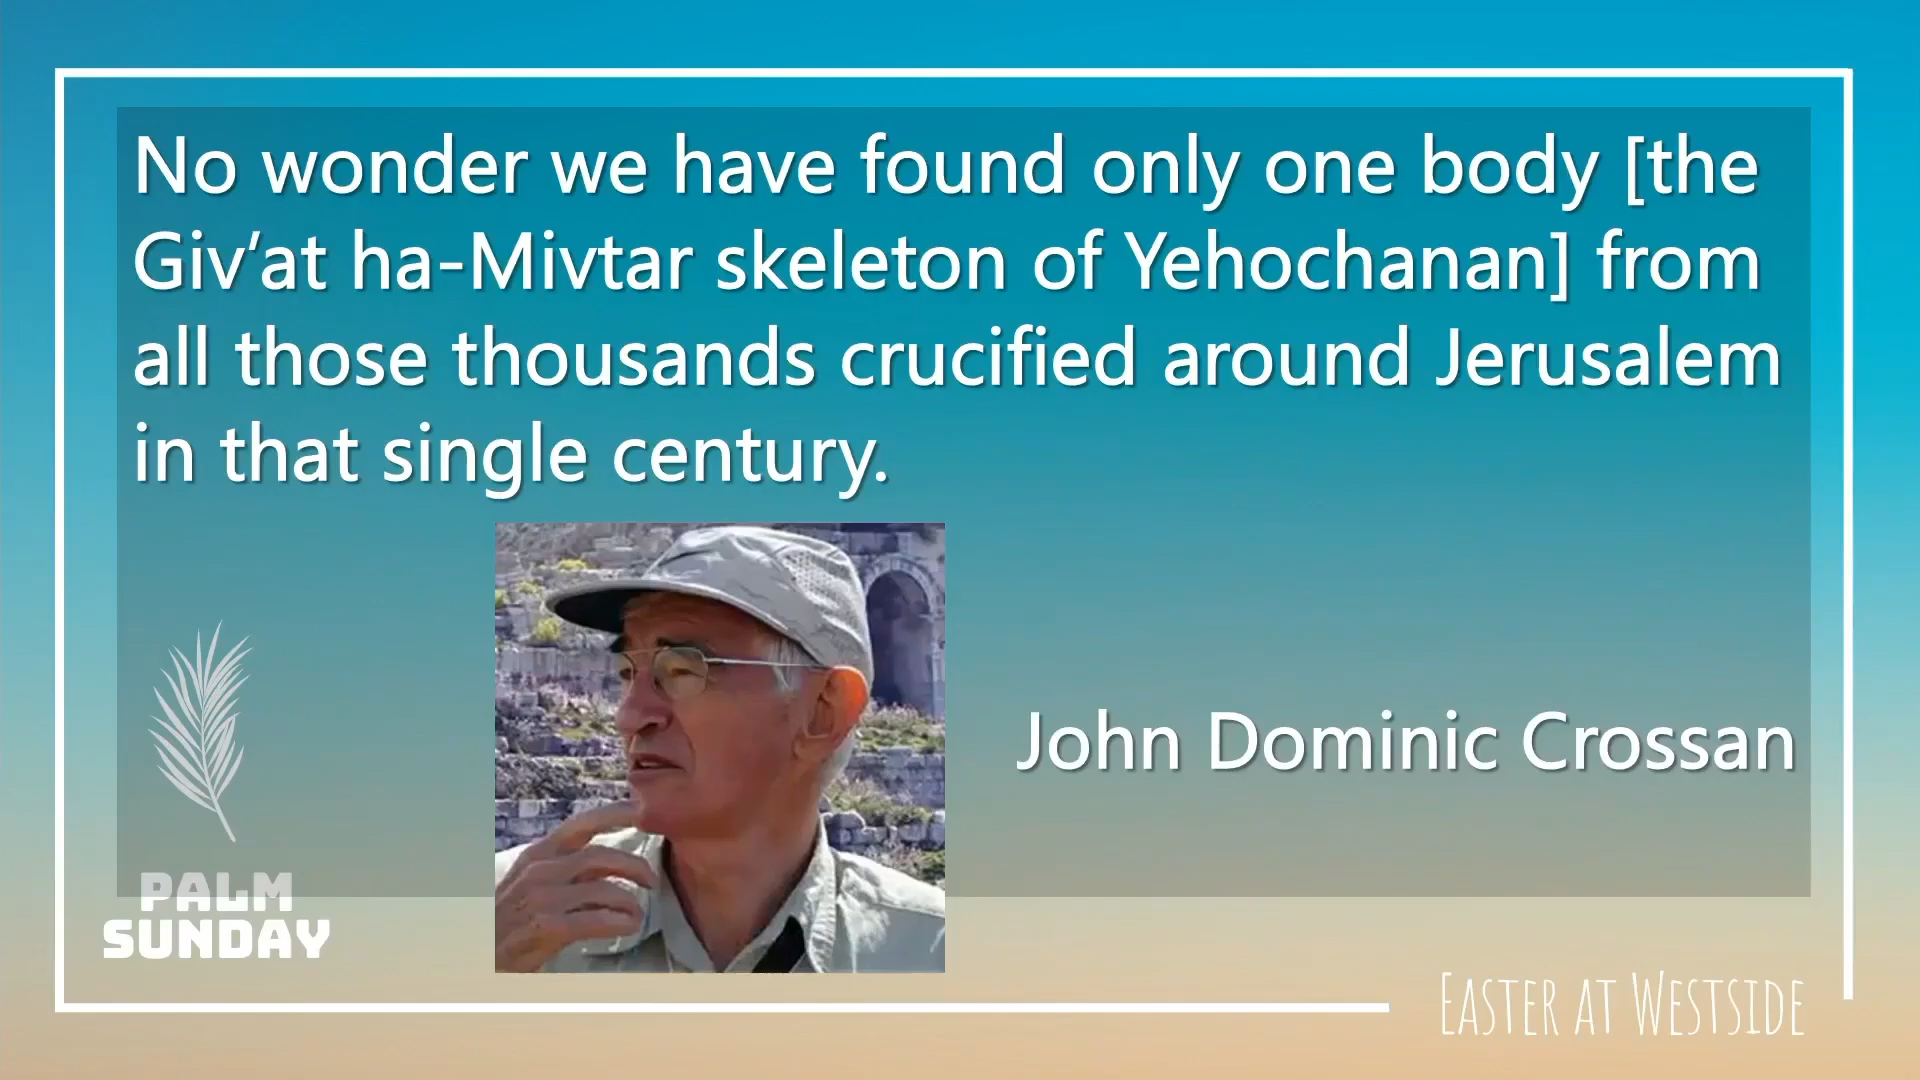 No wonder we have found only one body [the
Giv’at ha-Mivtar skeleton of Yehochanan] from
all those thousands crucified around Jerusalem
in that single century.
John Dominic Crossan
PALM
SUNDAY
EASTER AT WESTSIDE